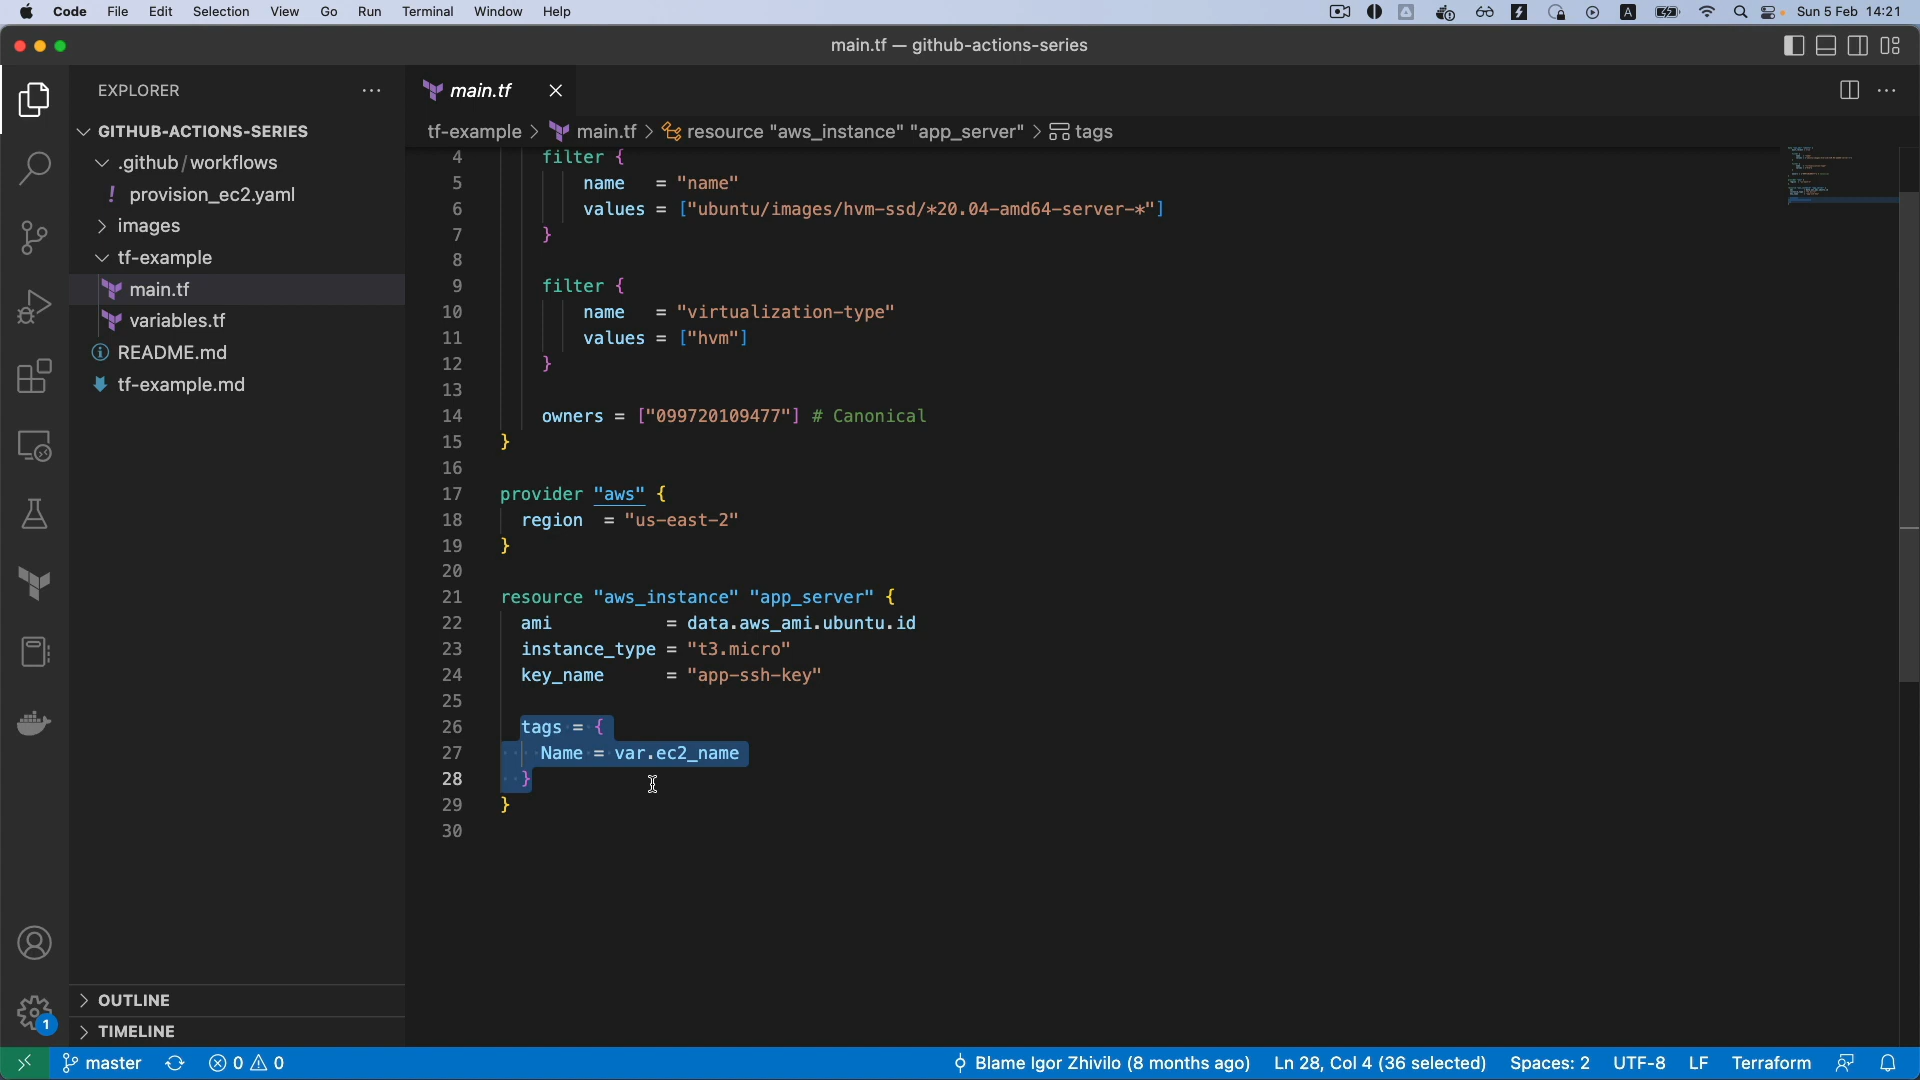 Code File Edit Selection View Go Run Terminal Window Help
A
Sun 5 Feb 14:21
main.tf — github-actions-series
EXPLORER
GITHUB-ACTIONS-SERIES
.github/workflows
! provision_ec2.yaml
images
tf-example
main.tf
variables.tf
README.md
tf-example.md
OUTLINE
TIMELINE
1
main.tf
tf-example > main.tf > resource "aws_instance" "app_server" > tags
4 filter {
5 name = "name"
6 values = ["ubuntu/images/hvm-ssd/*20.04-amd64-server-*"]
7 }
8
9 filter {
10 name = "virtualization-type"
11 values = ["hvm"]
12 }
13
14 owners = ["099720109477"] # Canonical
15 }
16
17 provider "aws" {
18 region = "us-east-2"
19 }
20
21 resource "aws_instance" "app_server" {
22 ami = data.aws_ami.ubuntu.id
23 instance_type = "t3.micro"
24 key_name = "app-ssh-key"
25
26 tags = {
27 Name = var.ec2_name
28 }
29 }
30
master 0 0 Blame Igor Zhivilo (8 months ago) Ln 28, Col 4 (36 selected) Spaces: 2 UTF-8 LF Terraform